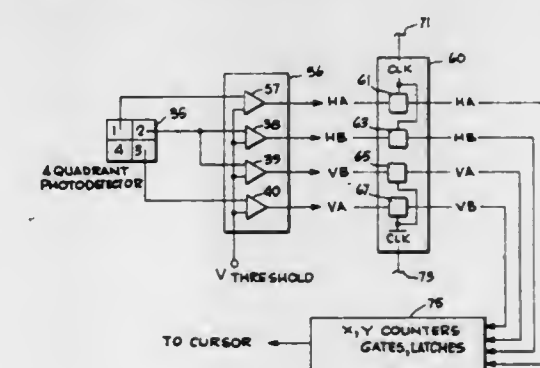 71
56
60
57
61
CLK
35
HA
HA
1 2
38
63
HB
HB
4 3
39
65
VB
VA
4 QUADRANT
PHOTODETECTOR
40
67
VA
VB
CLK
V THRESHOLD
73
75
X, Y COUNTERS
GATES, LATCHES
TO CURSOR